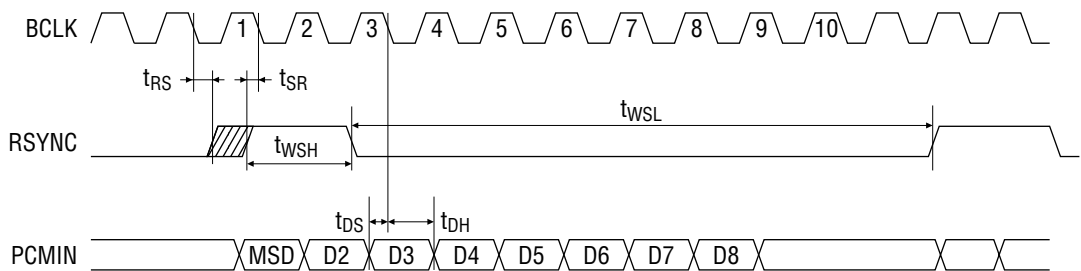 BCLK 1 2 3 4 5 6 7 8 9 10
tRS tSR
tWSL
RSYNC
tWSH
tDS tDH
PCMIN MSD D2 D3 D4 D5 D6 D7 D8